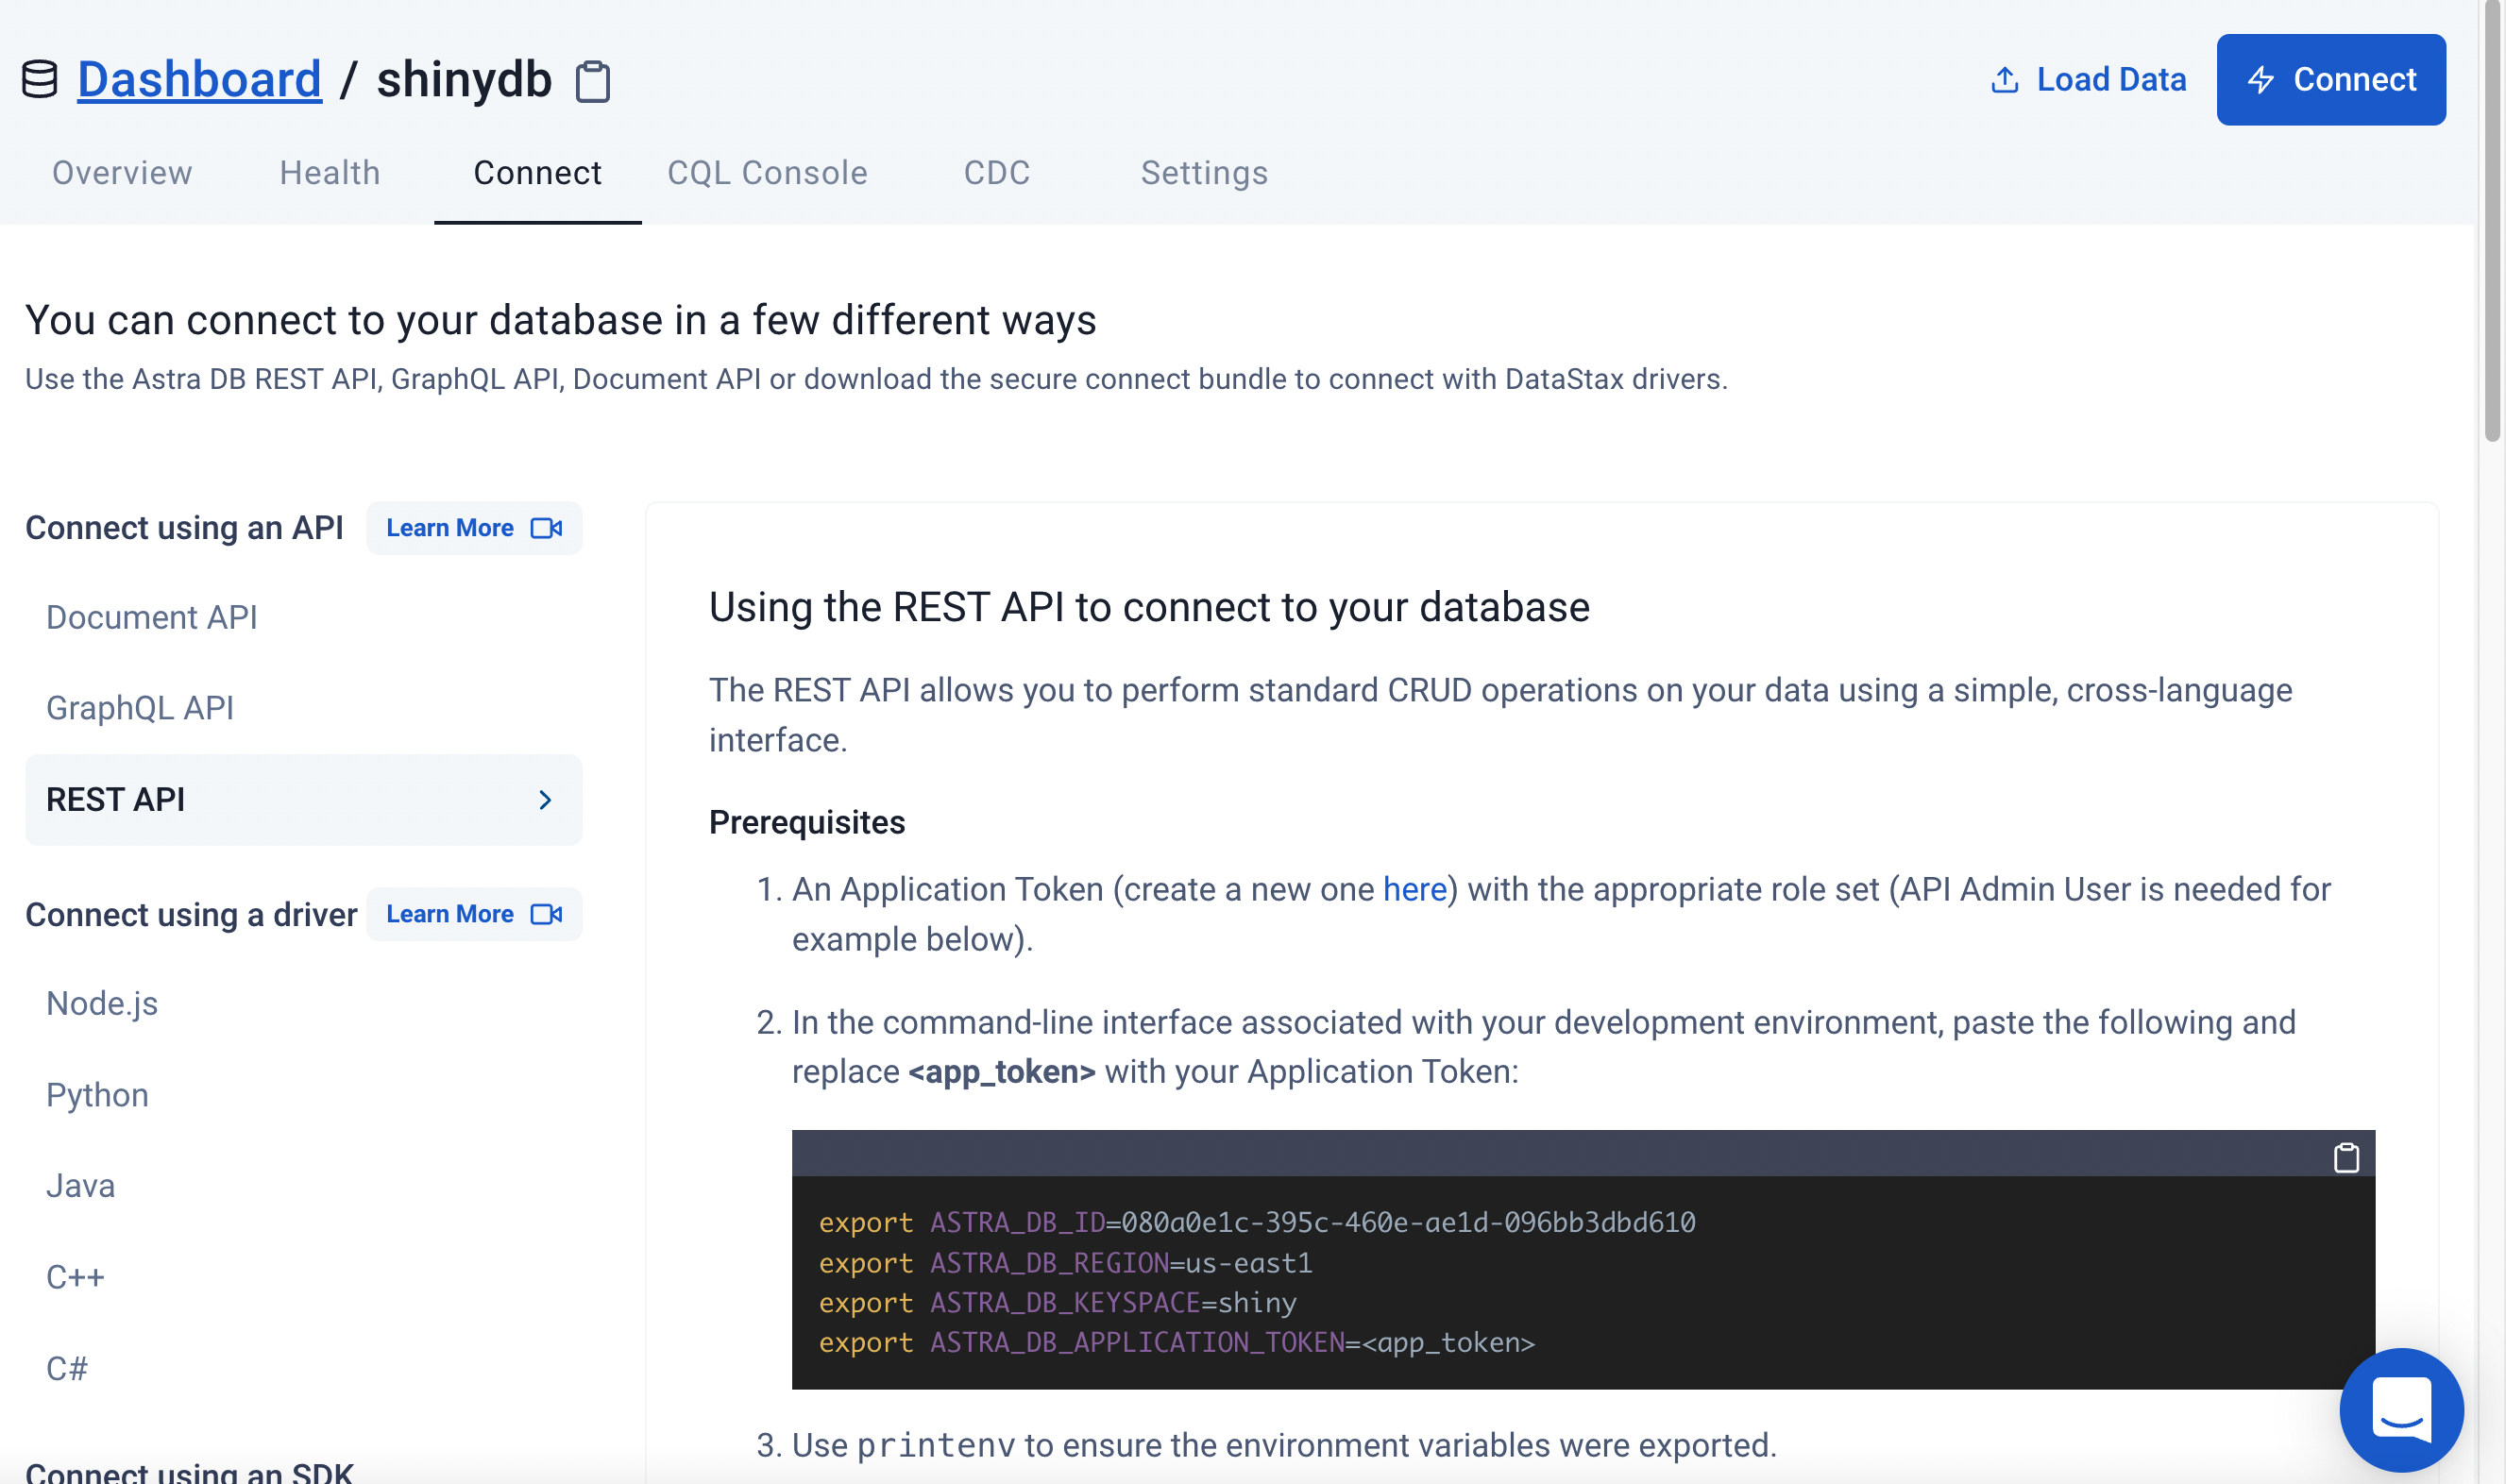 Dashboard / shinydb
Load Data
Connect
Overview
Health
Connect
CQL Console
CDC
Settings
You can connect to your database in a few different ways
Use the Astra DB REST API, GraphQL API, Document API or download the secure connect bundle to connect with DataStax drivers.
Connect using an API
Learn More
Document API
GraphQL API
REST API
Connect using a driver
Learn More
Node.js
Python
Java
C++
C#
Connect using an SDK
Using the REST API to connect to your database
The REST API allows you to perform standard CRUD operations on your data using a simple, cross-language
interface.
Prerequisites
1. An Application Token (create a new one here) with the appropriate role set (API Admin User is needed for
example below).
2. In the command-line interface associated with your development environment, paste the following and
replace <app_token> with your Application Token:
export ASTRA_DB_ID=080a0e1c-395c-460e-ae1d-096bb3dbd610
export ASTRA_DB_REGION=us-east1
export ASTRA_DB_KEYSPACE=shiny
export ASTRA_DB_APPLICATION_TOKEN=<app_token>
3. Use printenv to ensure the environment variables were exported.